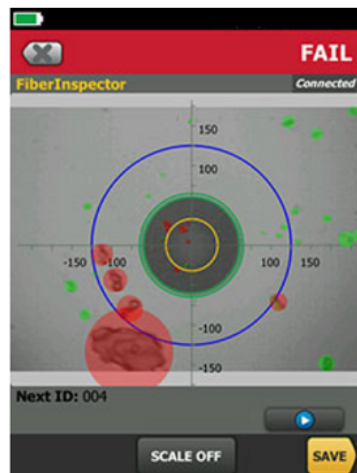 FAIL
FiberInspector Connected
150
100
-150 -100 100 150
-100
-150
Next ID: 004
SCALE OFF SAVE